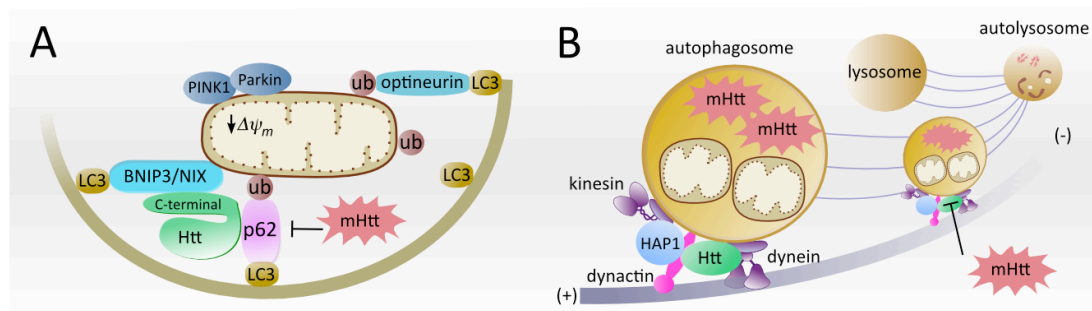 A
PINK1
Parkin
ub
optineurin
LC3
Δψm
ub
LC3
BNIP3/NIX
ub
LC3
C-terminal
Htt
p62
mHtt
LC3
B
autophagosome
autolysosome
lysosome
mHtt
mHtt
mHtt
(-)
kinesin
HAP1
Htt
dynein
dynactin
mHtt
(+)